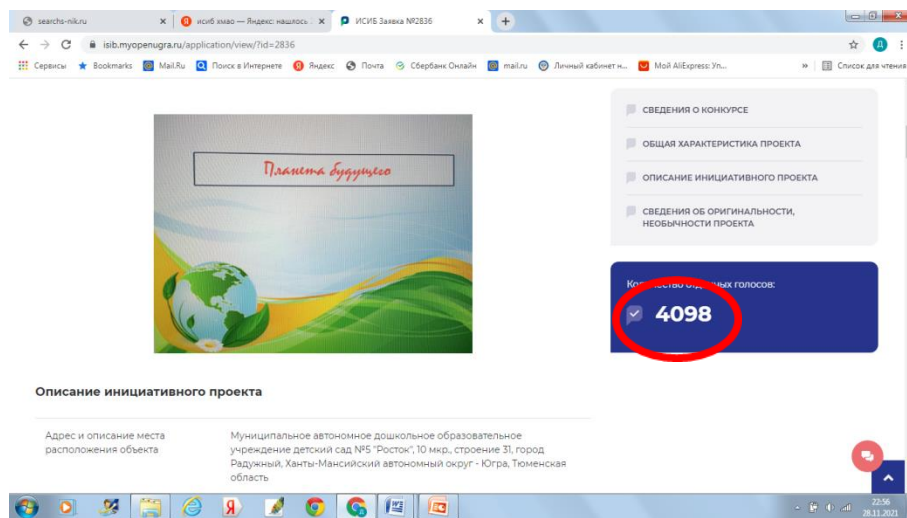 searchs-nik.ru
исиб хмао — Яндекс: нашлось
ИСИБ Заявка №2836
isib.myopenugra.ru/application/view/?id=2836
Д
Сервисы
Bookmarks
Mail.Ru
Поиск в Интернете
Яндекс
Почта
Сбербанк Онлайн
mail.ru
Личный кабинет н...
Мой AliExpress: Уп...
»
Список для чтения
Планета будущего
СВЕДЕНИЯ О КОНКУРСЕ
ОБЩАЯ ХАРАКТЕРИСТИКА ПРОЕКТА
ОПИСАНИЕ ИНИЦИАТИВНОГО ПРОЕКТА
СВЕДЕНИЯ ОБ ОРИГИНАЛЬНОСТИ,
НЕОБЫЧНОСТИ ПРОЕКТА
Количество отданных голосов:
4098
Описание инициативного проекта
Адрес и описание места
расположения объекта
Муниципальное автономное дошкольное образовательное
учреждение детский сад №5 "Росток", 10 мкр., строение 31, город
Радужный, Ханты-Мансийский автономный округ - Югра, Тюменская
область
22:56
28.11.2021